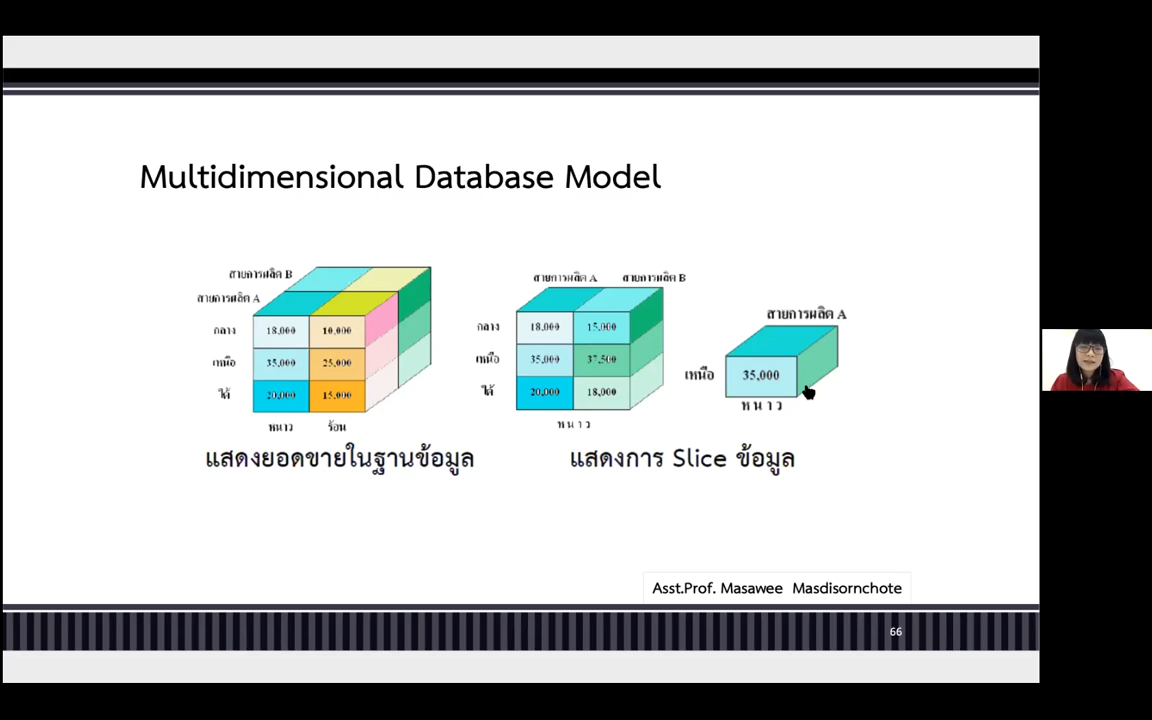 Multidimensional Database Model
สายการผลิต B
สายการผลิต A
กลาง 18,000 10,000
เหนือ 35,000 25,000
ใต้ 20,000 15,000
หนาว ร้อน
แสดงยอดขายในฐานข้อมูล
สายการผลิต A สายการผลิต B
กลาง 18,000 15,000
เหนือ 35,000 37,500
ใต้ 20,000 18,000
หนาว
สายการผลิต A
เหนือ 35,000
หนาว
แสดงการ Slice ข้อมูล
Asst.Prof. Masawee Masdisornchote
66